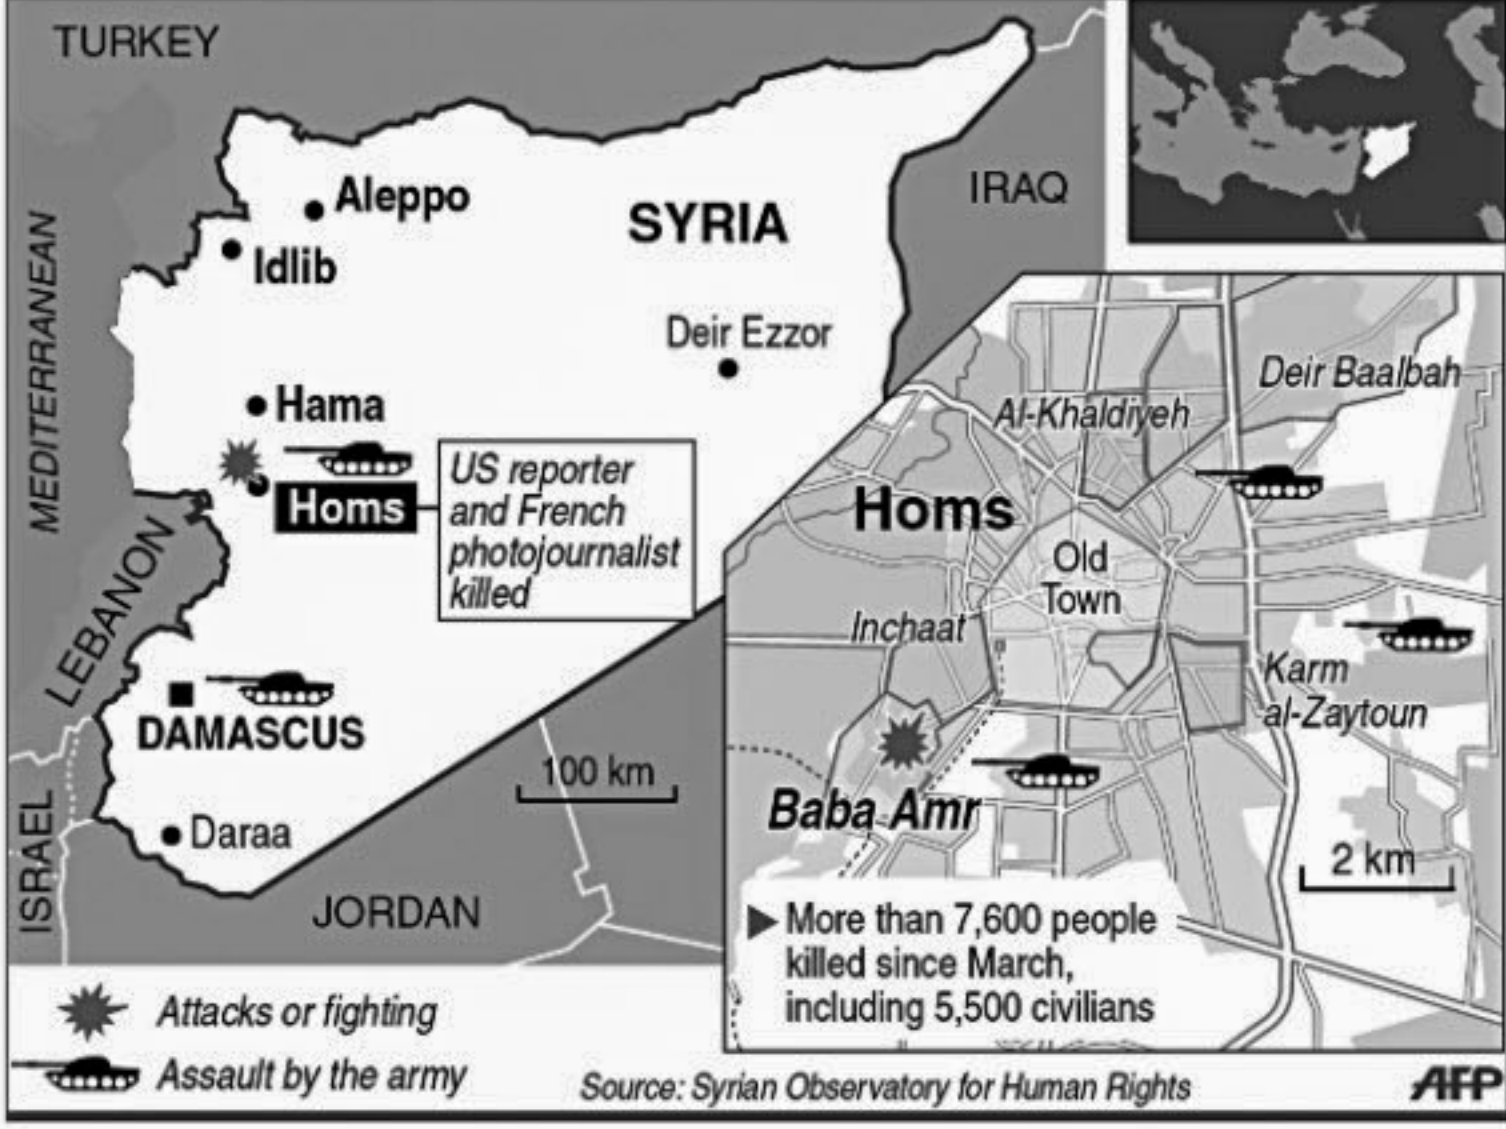 TURKEY
Aleppo
SYRIA
IRAQ
Idlib
MEDITERRANEAN
Deir Ezzor
Hama
Homs
US reporter
and French
photojournalist
killed
LEBANON
DAMASCUS
ISRAEL
Daraa
100 km
JORDAN
Deir Baalbah
Al-Khaldiyeh
Homs
Old
Town
Inchaat
Karm
al-Zaytoun
Baba Amr
2 km
More than 7,600 people
killed since March,
including 5,500 civilians
Attacks or fighting
Assault by the army
Source: Syrian Observatory for Human Rights
AFP